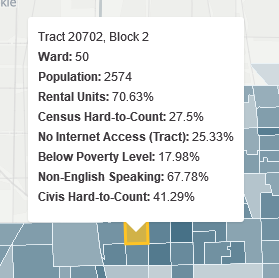 kie
Tract 20702, Block 2
Ward: 50
Population: 2574
Rental Units: 70.63%
Census Hard-to-Count: 27.5%
No Internet Access (Tract): 25.33%
Below Poverty Level: 17.98%
Non-English Speaking: 67.78%
Civis Hard-to-Count: 41.29%